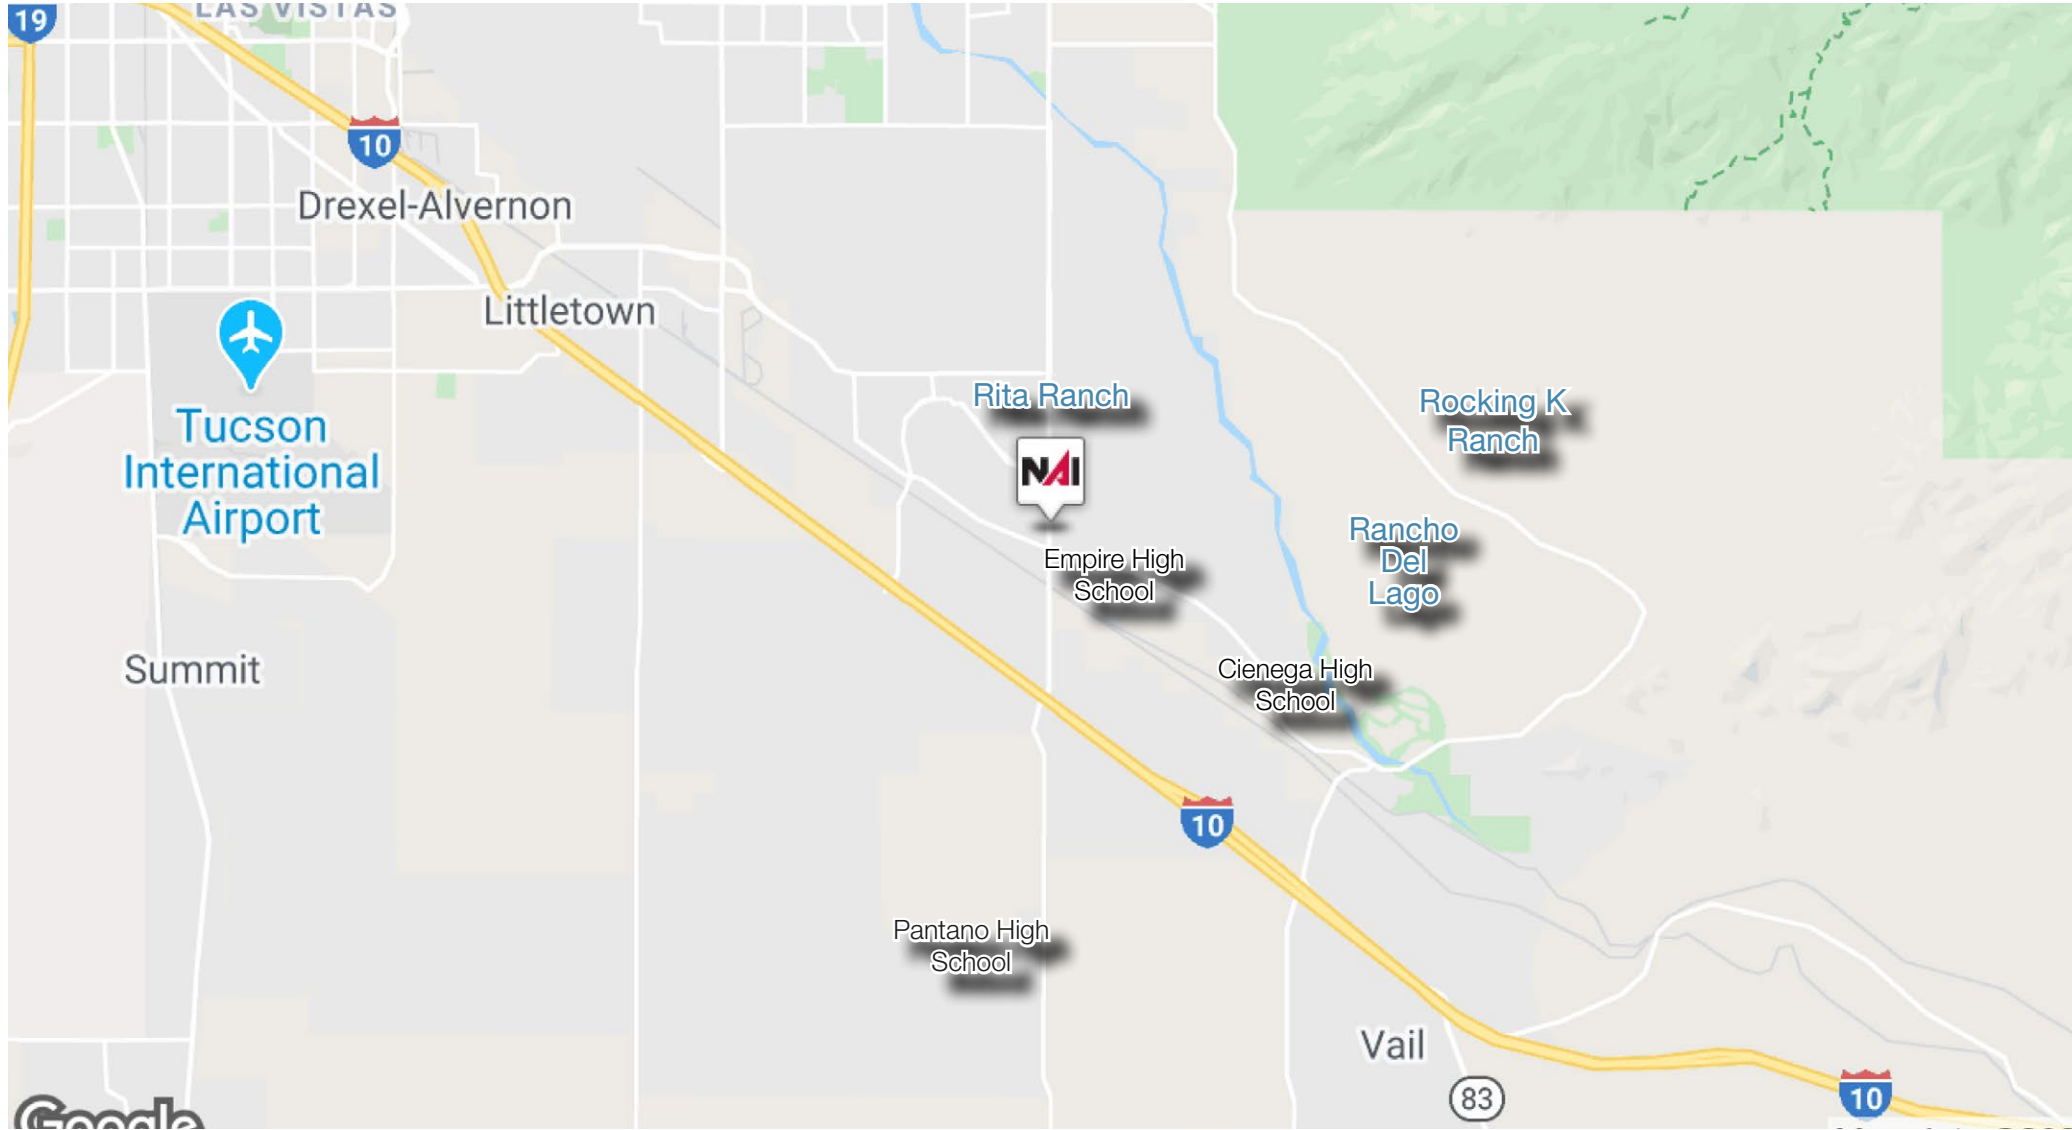 19
LAS VISTAS
10
Drexel-Alvernon
Littletown
Tucson
International
Airport
Rita Ranch
NAI
Rocking K
Ranch
Rancho
Del
Lago
Empire High
School
Cienega High
School
Summit
10
Pantano High
School
Vail
83
10
Google